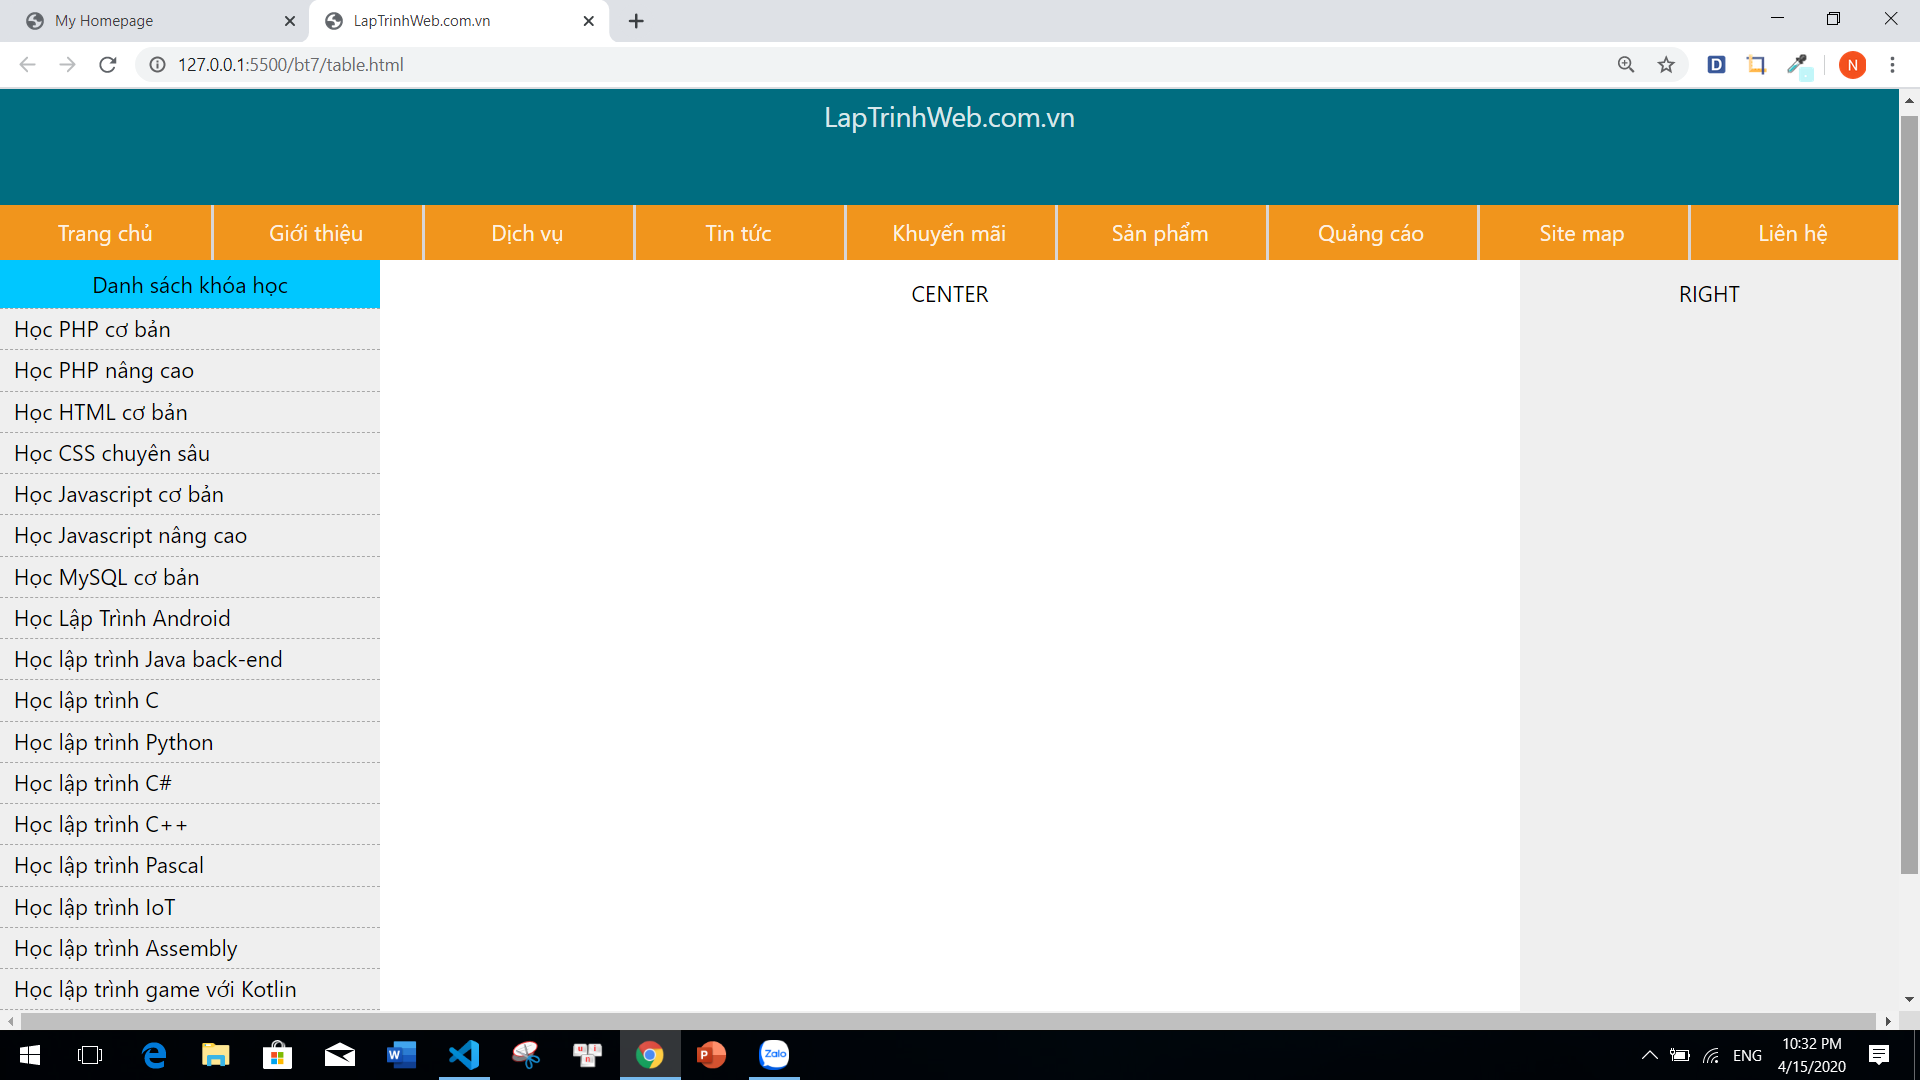 My Homepage
LapTrinhWeb.com.vn
127.0.0.1:5500/bt7/table.html
D
N
LapTrinhWeb.com.vn
Trang chủ
Giới thiệu
Dịch vụ
Tin tức
Khuyến mãi
Sản phẩm
Quảng cáo
Site map
Liên hệ
Danh sách khóa học
CENTER
RIGHT
Học PHP cơ bản
Học PHP nâng cao
Học HTML cơ bản
Học CSS chuyên sâu
Học Javascript cơ bản
Học Javascript nâng cao
Học MySQL cơ bản
Học Lập Trình Android
Học lập trình Java back-end
Học lập trình C
Học lập trình Python
Học lập trình C#
Học lập trình C++
Học lập trình Pascal
Học lập trình IoT
Học lập trình Assembly
Học lập trình game với Kotlin
Zalo
ENG
10:32 PM
4/15/2020